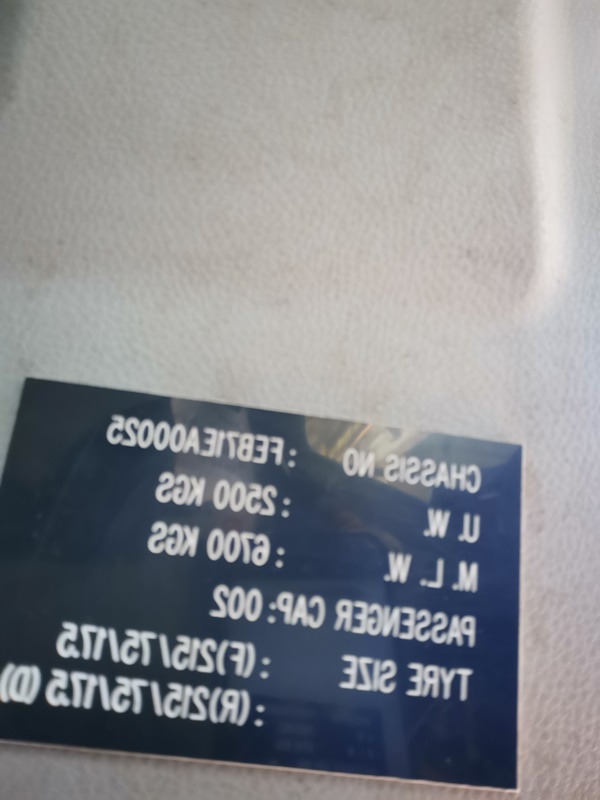 CHASSIS NO : FEB71EA00025
U. W. : 2500 KGS
M. L. W. : 6700 KGS
PASSENGER CAP: 002
TYRE SIZE : (F)215/75/17.5
: (R)215/75/17.5 (D)